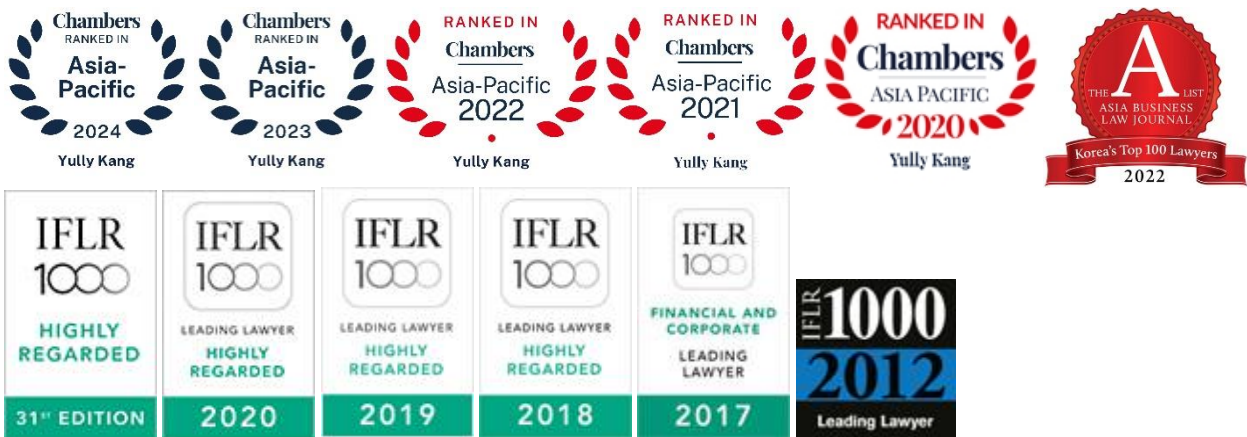 Chambers
RANKED IN
Asia-
Pacific
2024
Yully Kang
Chambers
RANKED IN
Asia-
Pacific
2023
Yully Kang
RANKED IN
Chambers
Asia-Pacific
2022
Yully Kang
RANKED IN
Chambers
Asia-Pacific
2021
Yully Kang
RANKED IN
Chambers
ASIA PACIFIC
2020
Yully Kang
THE A LIST
ASIA BUSINESS
LAW JOURNAL
Korea's Top 100 Lawyers
2022
IFLR
1000
HIGHLY
REGARDED
31ST EDITION
IFLR
1000
LEADING LAWYER
HIGHLY
REGARDED
2020
IFLR
1000
LEADING LAWYER
HIGHLY
REGARDED
2019
IFLR
1000
LEADING LAWYER
HIGHLY
REGARDED
2018
IFLR
1000
FINANCIAL AND
CORPORATE
LEADING
LAWYER
2017
IFLR 1000
2012
Leading Lawyer